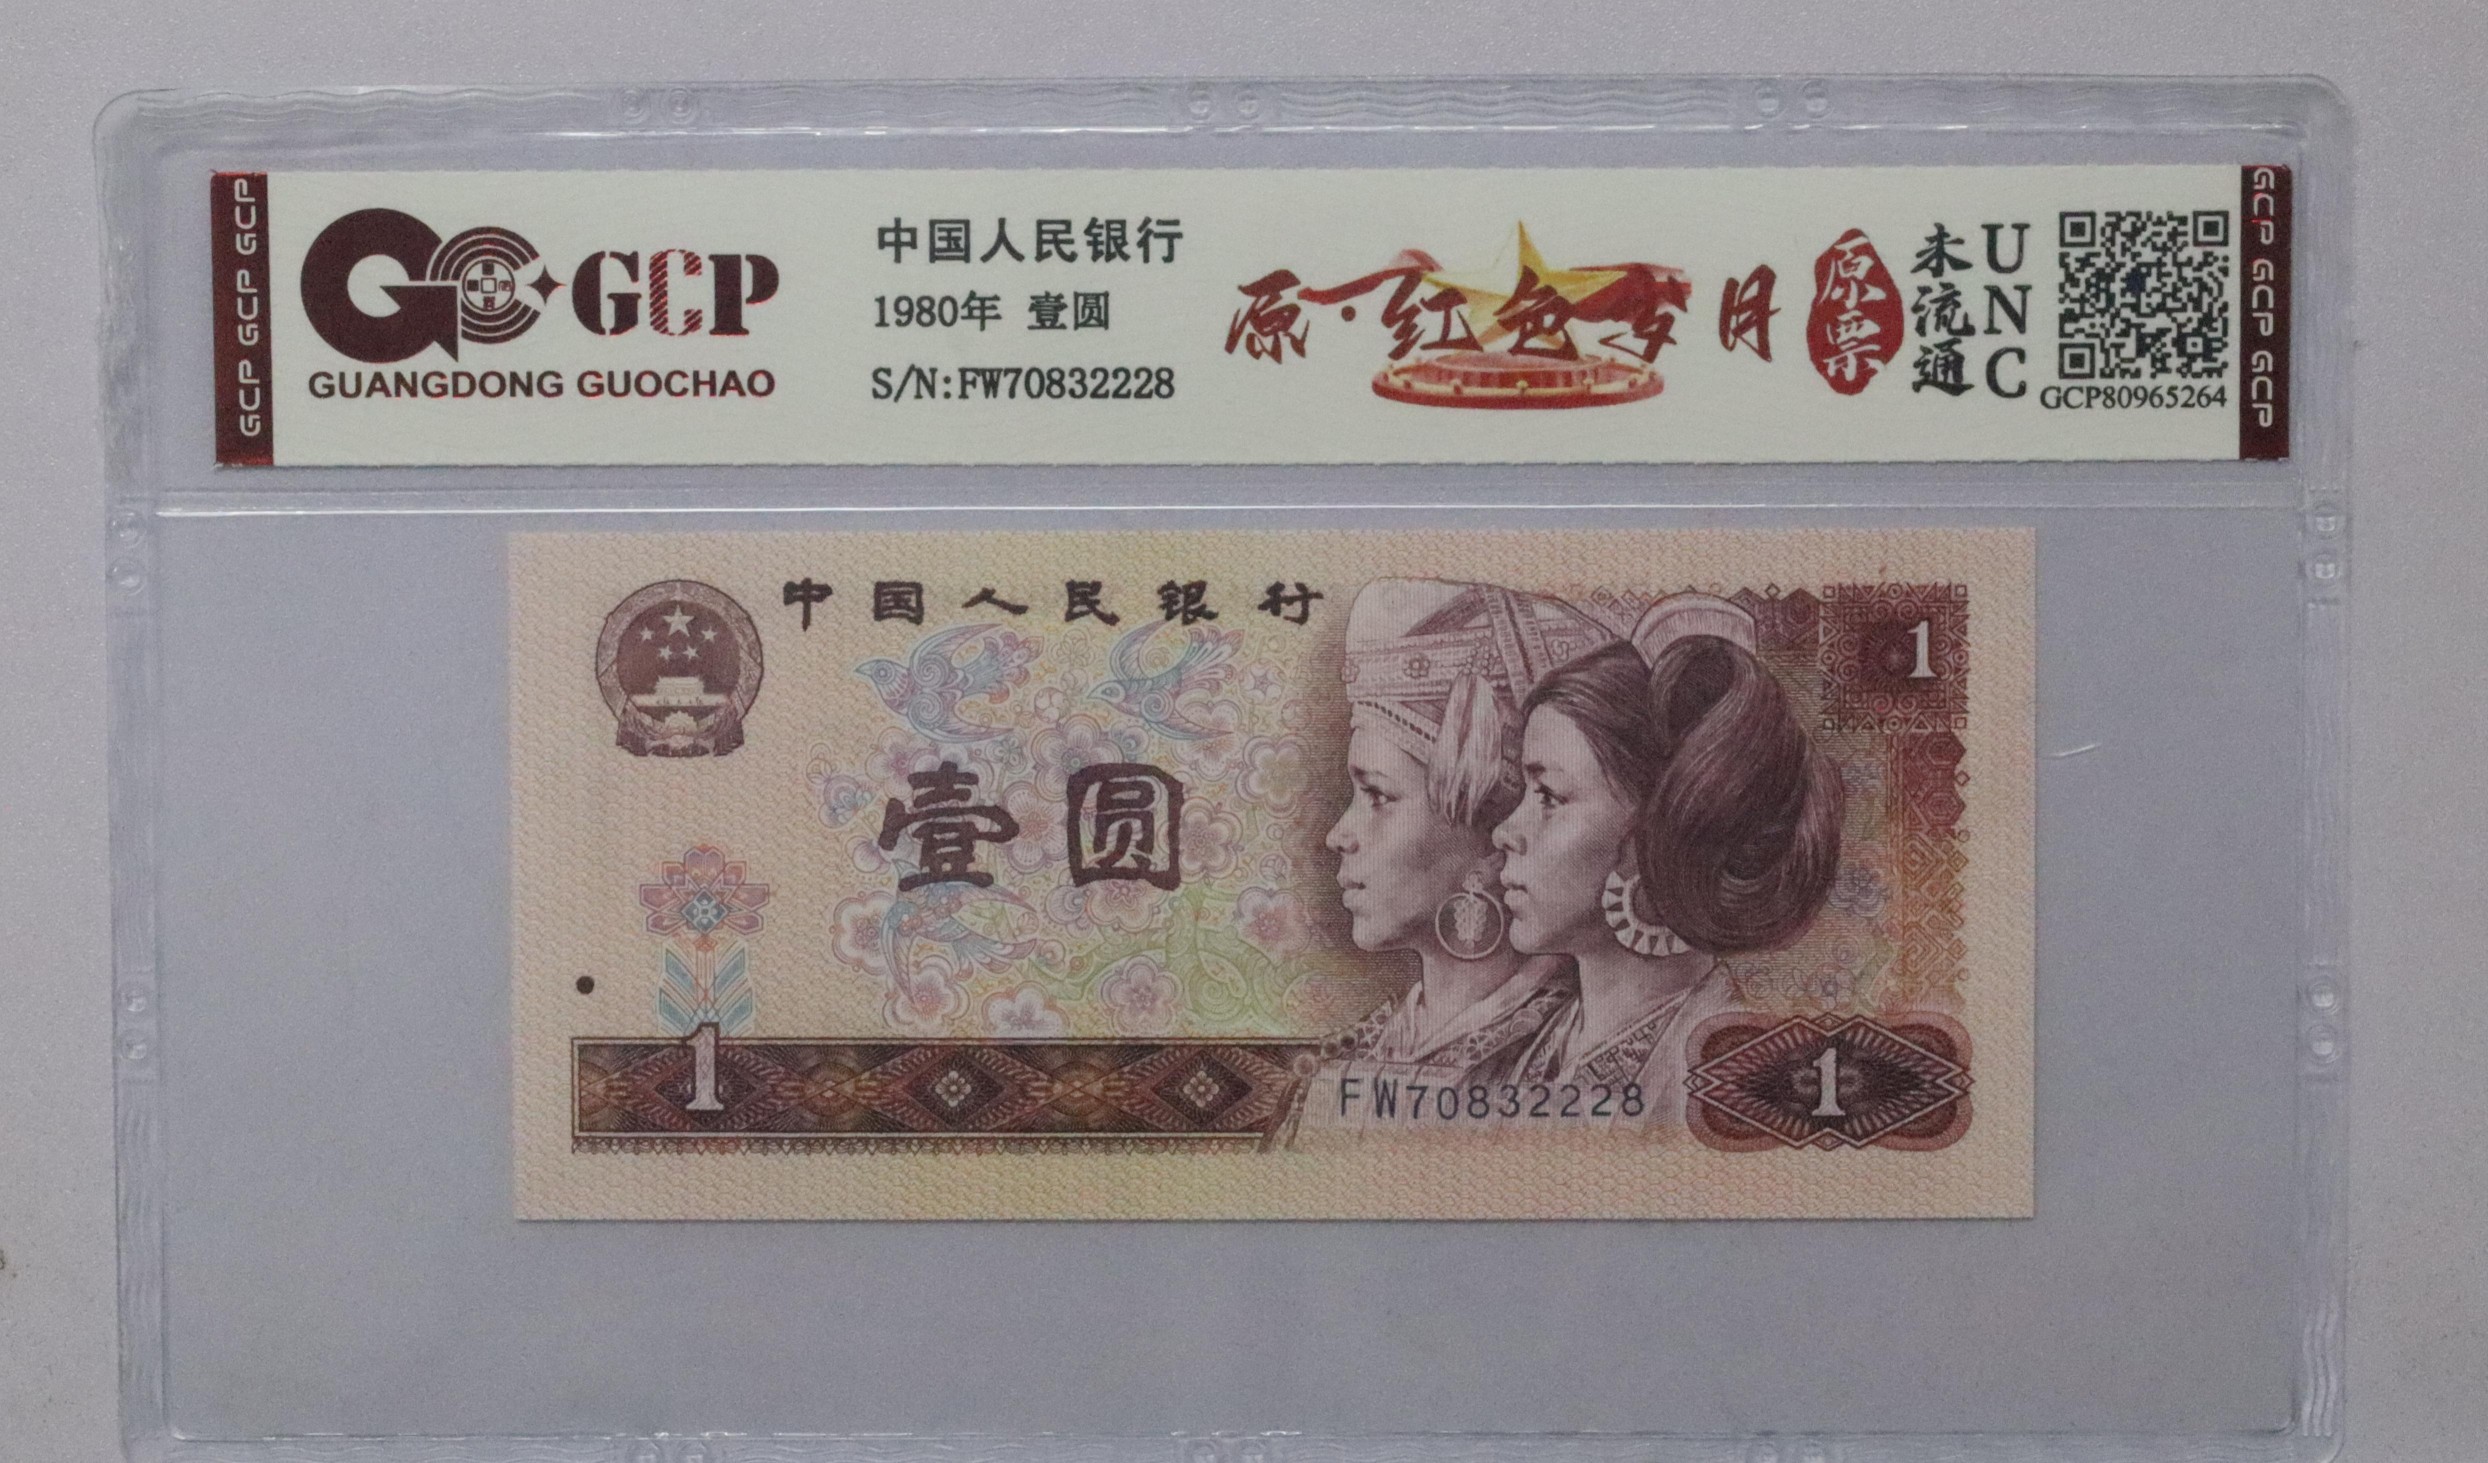 GCP GCP GCP
GCP
GUANGDONG GUOCHAO
中国人民银行
1980年 壹圆
S/N:FW70832228
原·红色岁月
原票
未流通
UNC
GCP80965264
GCP GCP GCP
中国人民银行
1
壹圆
1
FW70832228
1